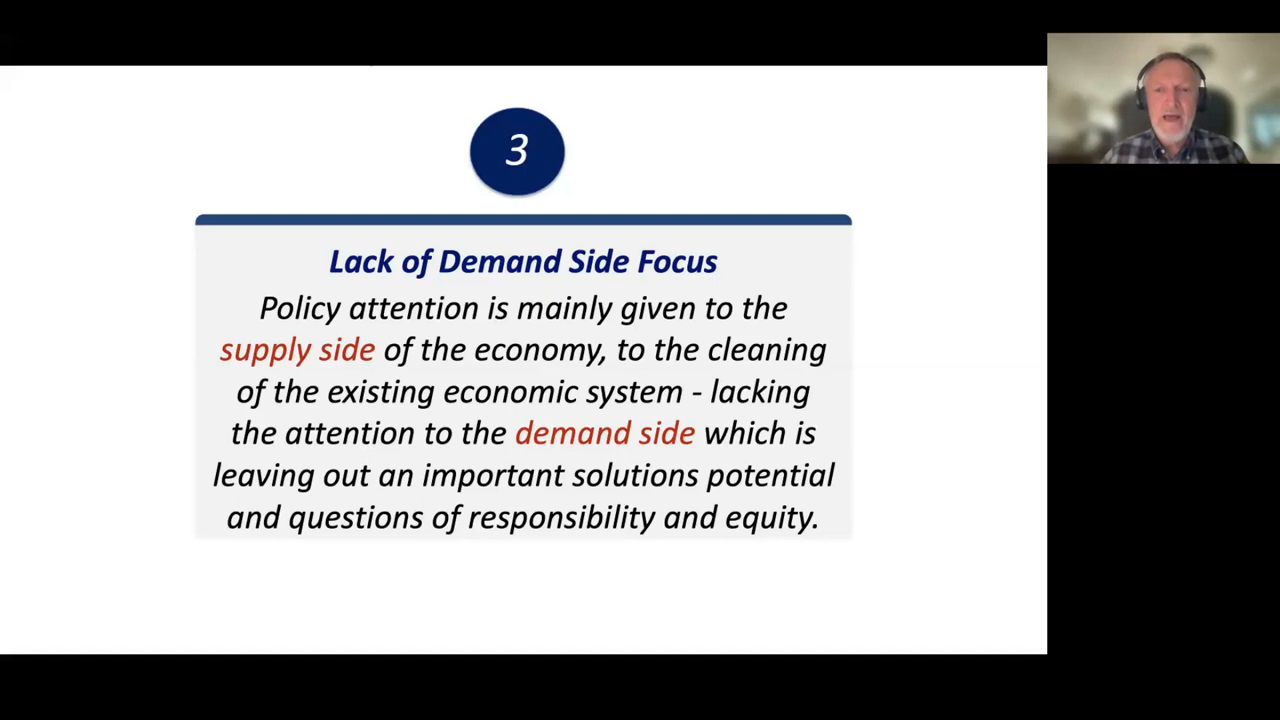 3
Lack of Demand Side Focus
Policy attention is mainly given to the
supply side of the economy, to the cleaning
of the existing economic system - lacking
the attention to the demand side which is
leaving out an important solutions potential
and questions of responsibility and equity.